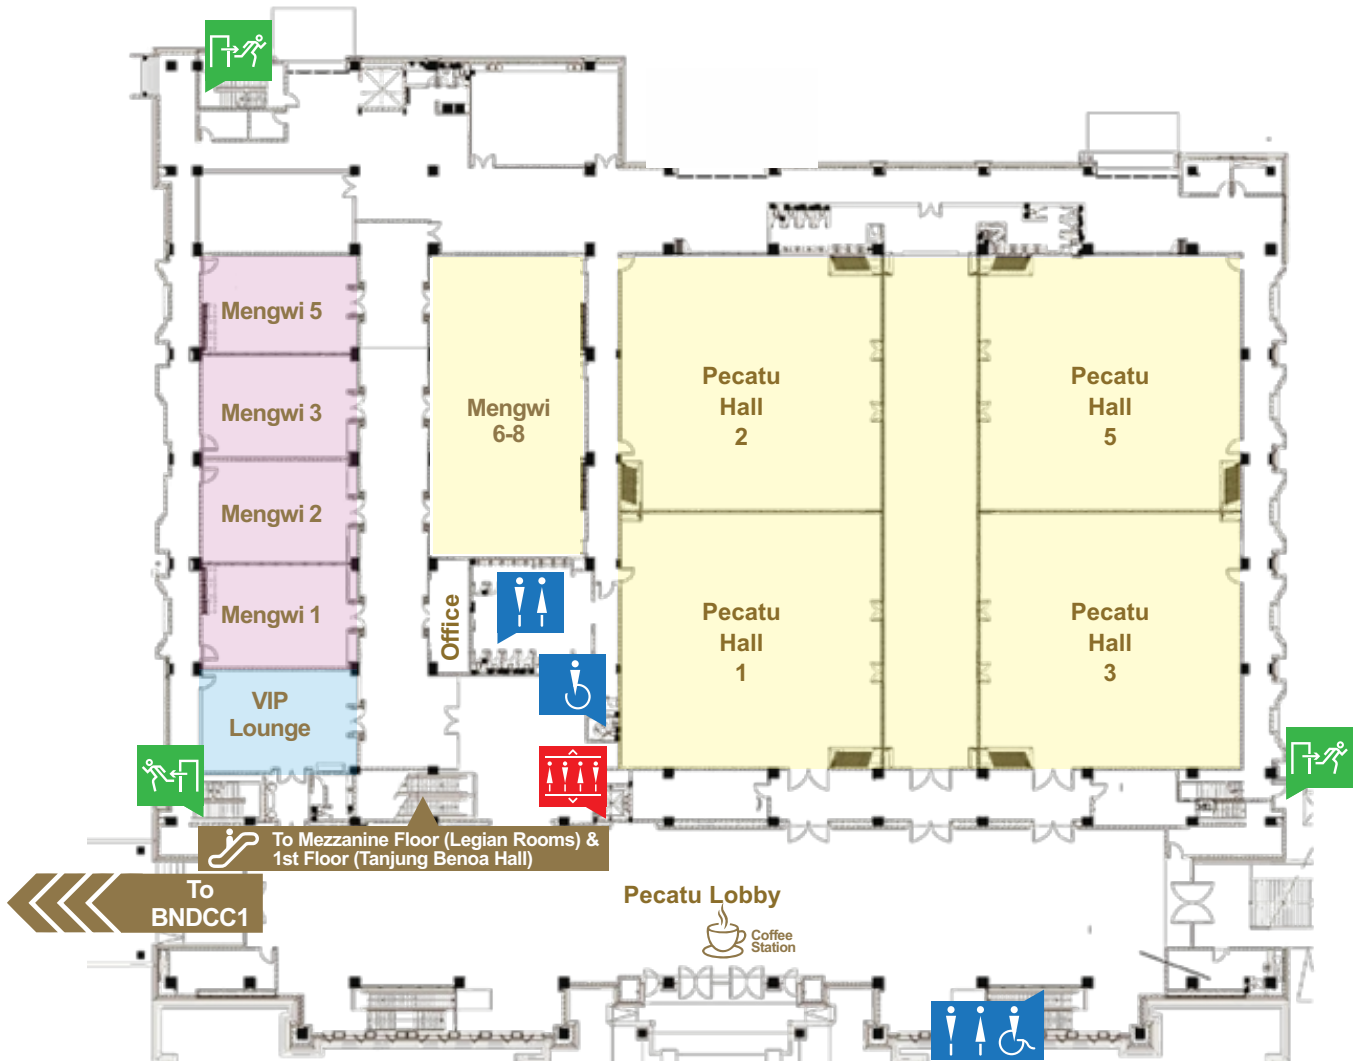 Mengwi 5
Mengwi 3
Mengwi 2
Mengwi 1
VIP
Lounge
Mengwi
6-8
Office
Pecatu
Hall
2
Pecatu
Hall
5
Pecatu
Hall
1
Pecatu
Hall
3
To Mezzanine Floor (Legian Rooms) &
1st Floor (Tanjung Benoa Hall)
To
BNDCC1
Pecatu Lobby
Coffee
Station